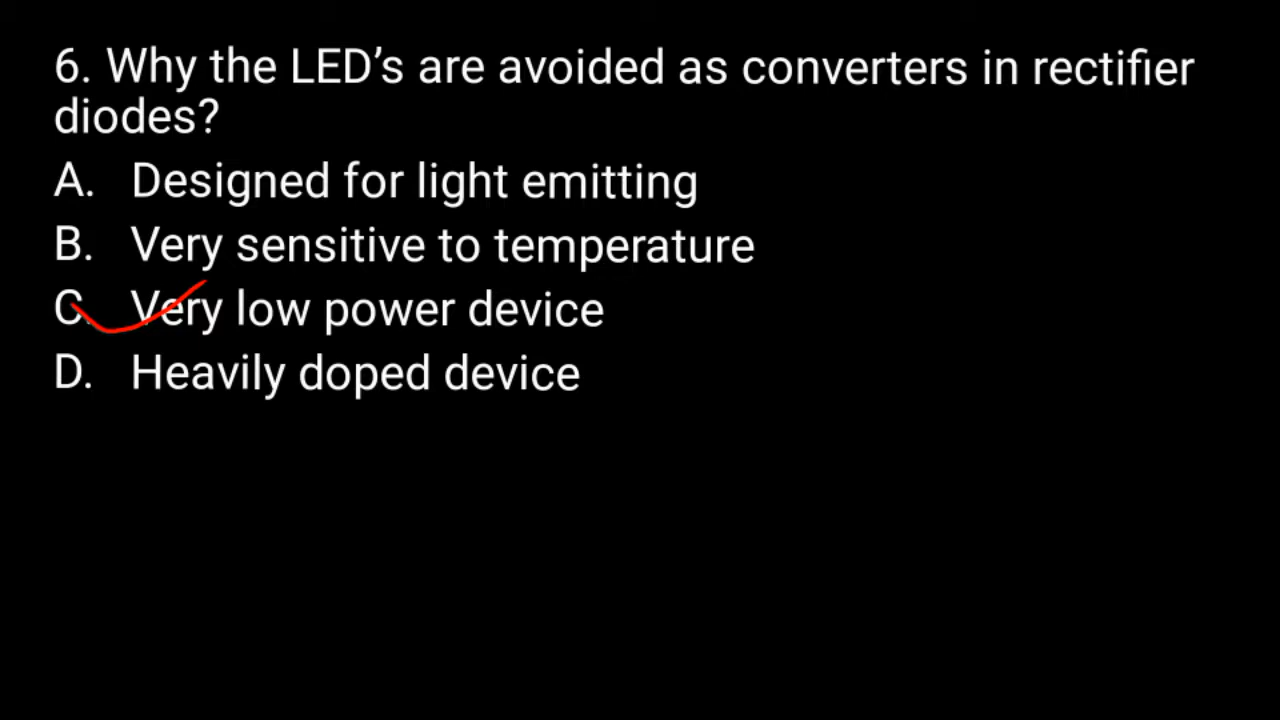 6. Why the LED’s are avoided as converters in rectifier
diodes?
A. Designed for light emitting
B. Very sensitive to temperature
C. Very low power device
D. Heavily doped device